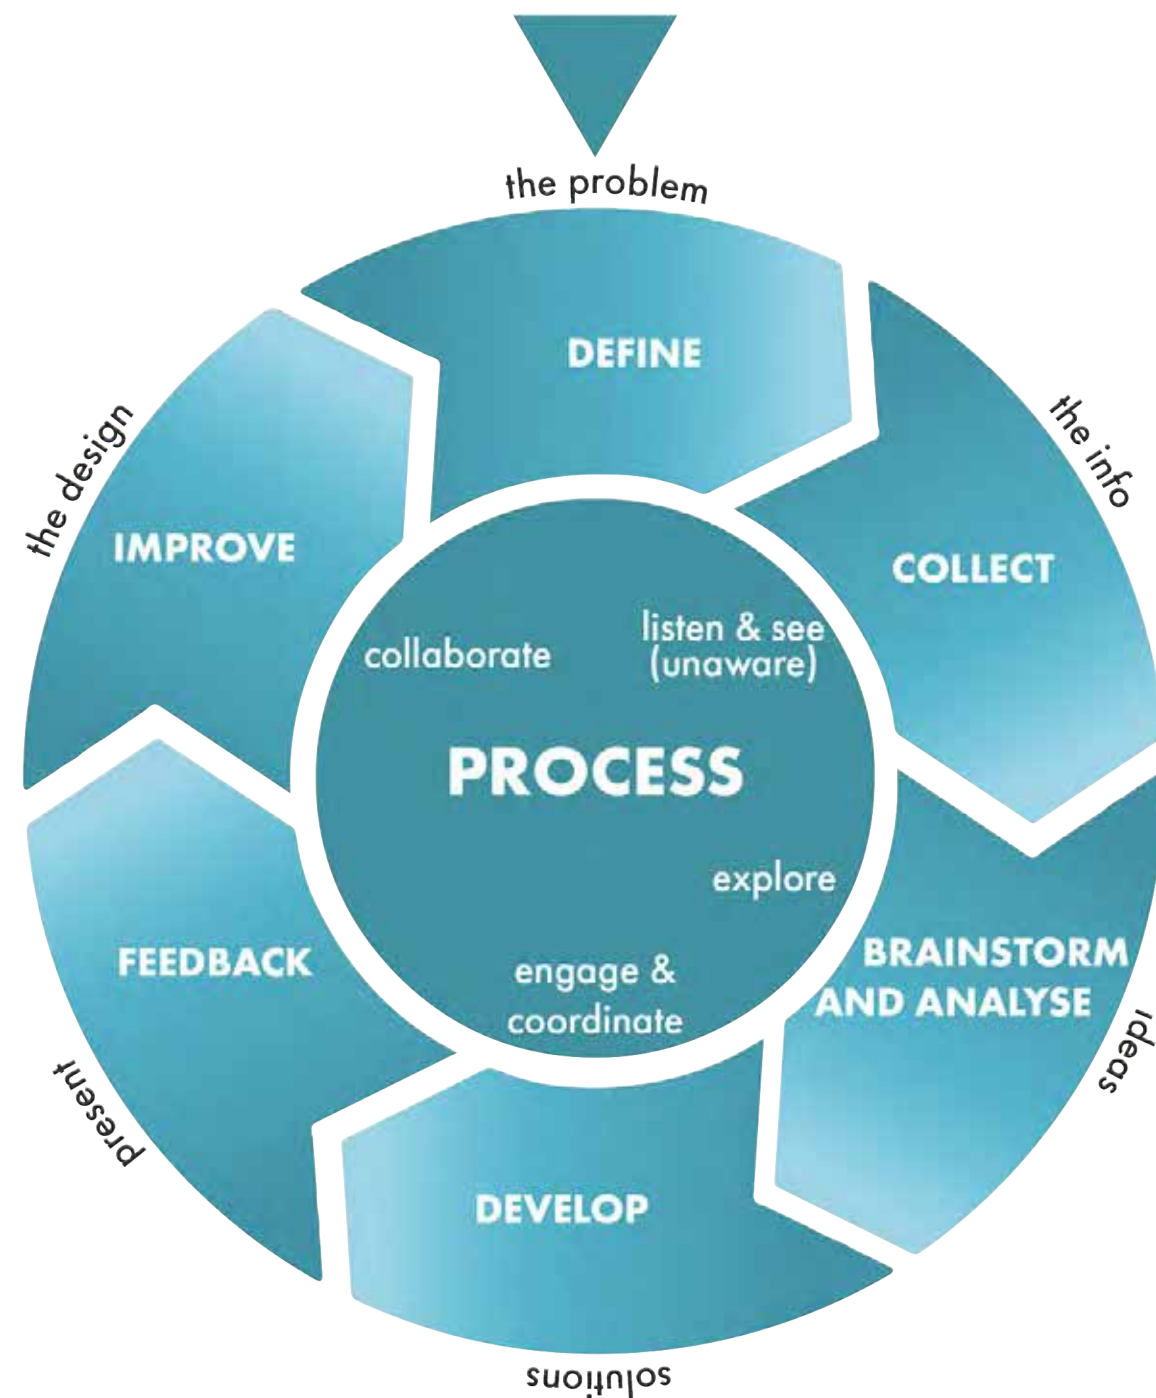 the problem
DEFINE
the info
COLLECT
ideas
BRAINSTORM
AND ANALYSE
solutions
DEVELOP
present
FEEDBACK
the design
IMPROVE
collaborate
listen & see
(unaware)
PROCESS
explore
engage &
coordinate